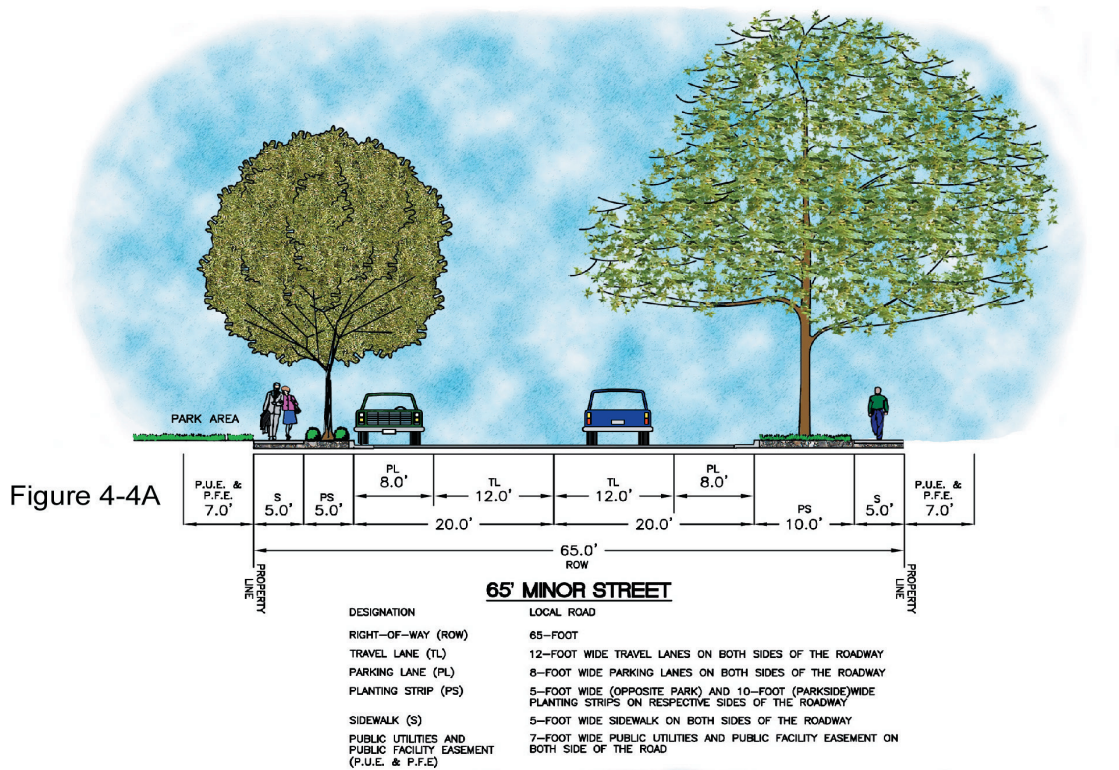 PARK AREA
Figure 4-4A
P.U.E. &
P.F.E.
7.0'
S
5.0'
PS
5.0'
PL
8.0'
TL
12.0'
TL
12.0'
PL
8.0'
PS
10.0'
S
5.0'
P.U.E. &
P.F.E.
7.0'
20.0'
20.0'
65.0'
ROW
PROPERTY
LINE
PROPERTY
LINE
65' MINOR STREET
DESIGNATION LOCAL ROAD
RIGHT-OF-WAY (ROW) 65-FOOT
TRAVEL LANE (TL) 12-FOOT WIDE TRAVEL LANES ON BOTH SIDES OF THE ROADWAY
PARKING LANE (PL) 8-FOOT WIDE PARKING LANES ON BOTH SIDES OF THE ROADWAY
PLANTING STRIP (PS) 5-FOOT WIDE (OPPOSITE PARK) AND 10-FOOT (PARKSIDE)WIDE
PLANTING STRIPS ON RESPECTIVE SIDES OF THE ROADWAY
SIDEWALK (S) 5-FOOT WIDE SIDEWALK ON BOTH SIDES OF THE ROADWAY
PUBLIC UTILITIES AND 7-FOOT WIDE PUBLIC UTILITIES AND PUBLIC FACILITY EASEMENT ON
PUBLIC FACILITY EASEMENT BOTH SIDE OF THE ROAD
(P.U.E. & P.F.E)